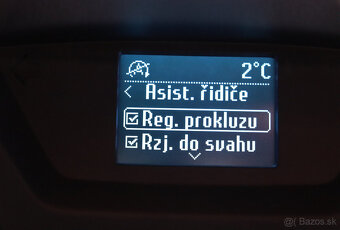 2°C
< Asist. řidiče
Reg. prokluzu
Rzj. do svahu
Bazos.sk